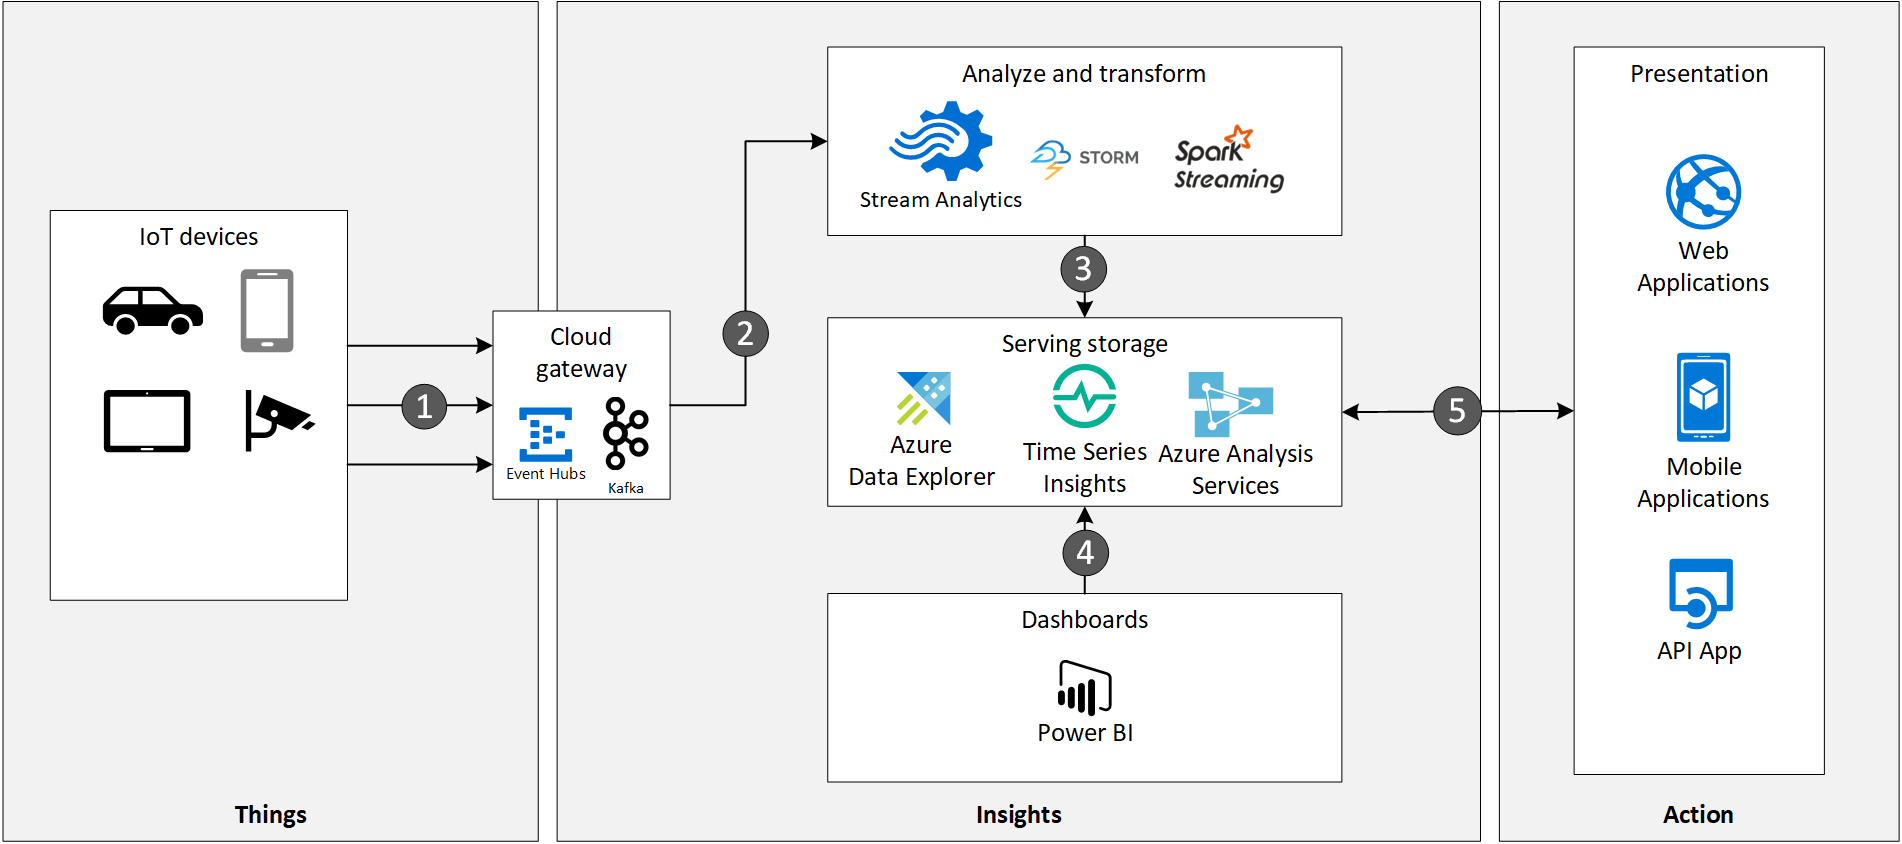 IoT devices
1
Cloud
gateway
Event Hubs
Kafka
Things
2
Analyze and transform
Stream Analytics
STORM
Spark
Streaming
3
Serving storage
Azure
Data Explorer
Time Series
Insights
Azure Analysis
Services
4
Dashboards
Power BI
Insights
5
Presentation
Web
Applications
Mobile
Applications
API App
Action